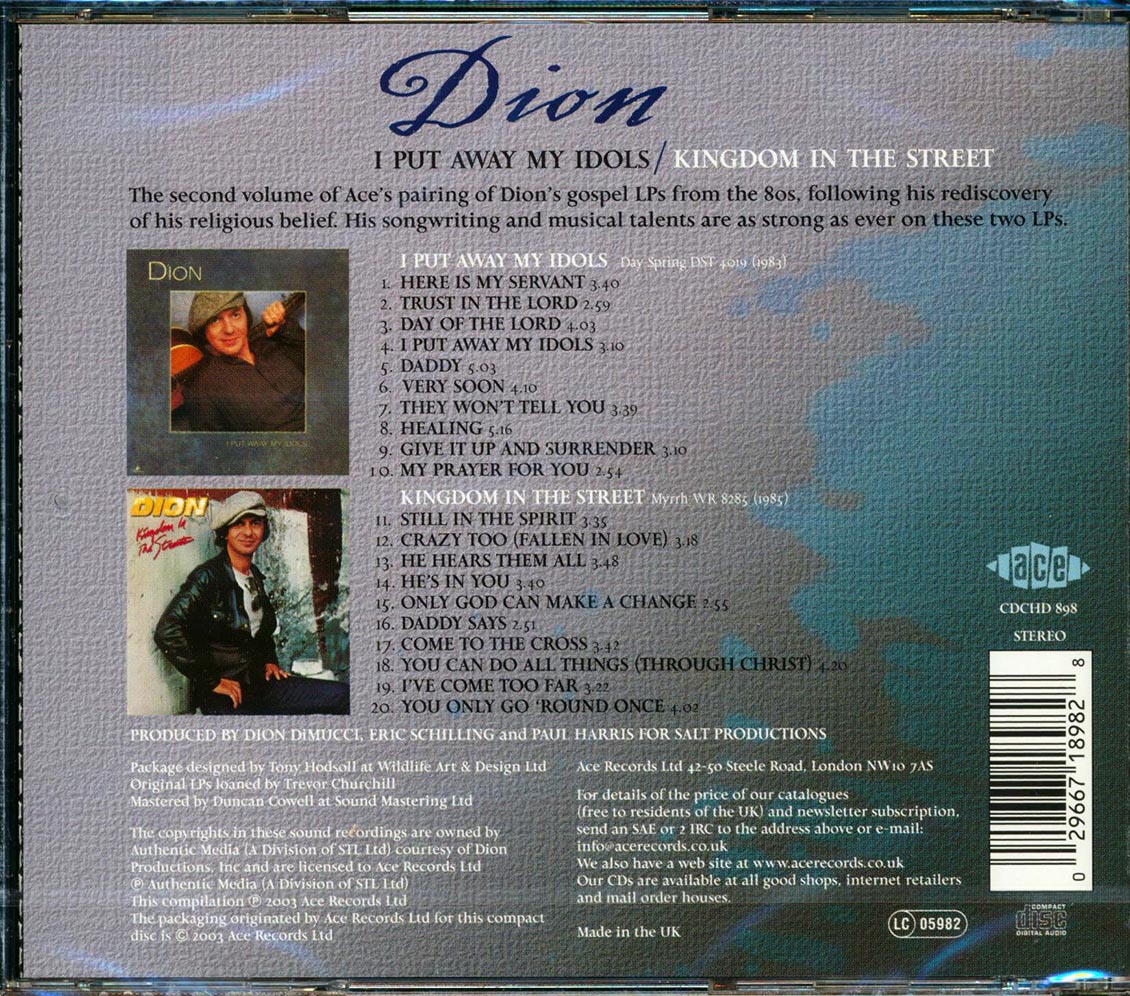 Dion
I PUT AWAY MY IDOLS / KINGDOM IN THE STREET
The second volume of Ace's pairing of Dion's gospel LPs from the 80s, following his rediscovery
of his religious belief. His songwriting and musical talents are as strong as ever on these two LPs.
DION
I PUT AWAY MY IDOLS
I PUT AWAY MY IDOLS Day Spring DST 4019 (1983)
1. HERE IS MY SERVANT 3.40
2. TRUST IN THE LORD 2.59
3. DAY OF THE LORD 4.03
4. I PUT AWAY MY IDOLS 3.10
5. DADDY 5.03
6. VERY SOON 4.10
7. THEY WON'T TELL YOU 3.39
8. HEALING 5.16
9. GIVE IT UP AND SURRENDER 3.10
10. MY PRAYER FOR YOU 2.54
DION
Kingdom In
The Street
KINGDOM IN THE STREET Myrrh WR 8285 (1985)
11. STILL IN THE SPIRIT 3.35
12. CRAZY TOO (FALLEN IN LOVE) 3.18
13. HE HEARS THEM ALL 3.48
14. HE'S IN YOU 3.40
15. ONLY GOD CAN MAKE A CHANGE 2.55
16. DADDY SAYS 2.51
17. COME TO THE CROSS 3.42
18. YOU CAN DO ALL THINGS (THROUGH CHRIST) 4.20
19. I'VE COME TOO FAR 3.22
20. YOU ONLY GO 'ROUND ONCE 4.02
PRODUCED BY DION DiMUCCI, ERIC SCHILLING and PAUL HARRIS FOR SALT PRODUCTIONS
Package designed by Tony Hodsoll at Wildlife Art & Design Ltd
Original LPs loaned by Trevor Churchill
Mastered by Duncan Cowell at Sound Mastering Ltd
The copyrights in these sound recordings are owned by
Authentic Media (A Division of STL Ltd) courtesy of Dion
Productions, Inc and are licensed to Ace Records Ltd
℗ Authentic Media (A Division of STL Ltd)
This compilation ℗ 2003 Ace Records Ltd
The packaging originated by Ace Records Ltd for this compact
disc is © 2003 Ace Records Ltd
Ace Records Ltd 42-50 Steele Road, London NW10 7AS
For details of the price of our catalogues
(free to residents of the UK) and newsletter subscription,
send an SAE or 2 IRC to the address above or e-mail:
info@acerecords.co.uk
We also have a web site at www.acerecords.co.uk
Our CDs are available at all good shops, internet retailers
and mail order houses.
Made in the UK
ace
CDCHD 898
STEREO
0 29667 18982 8
LC 05982
COMPACT
disc
DIGITAL AUDIO